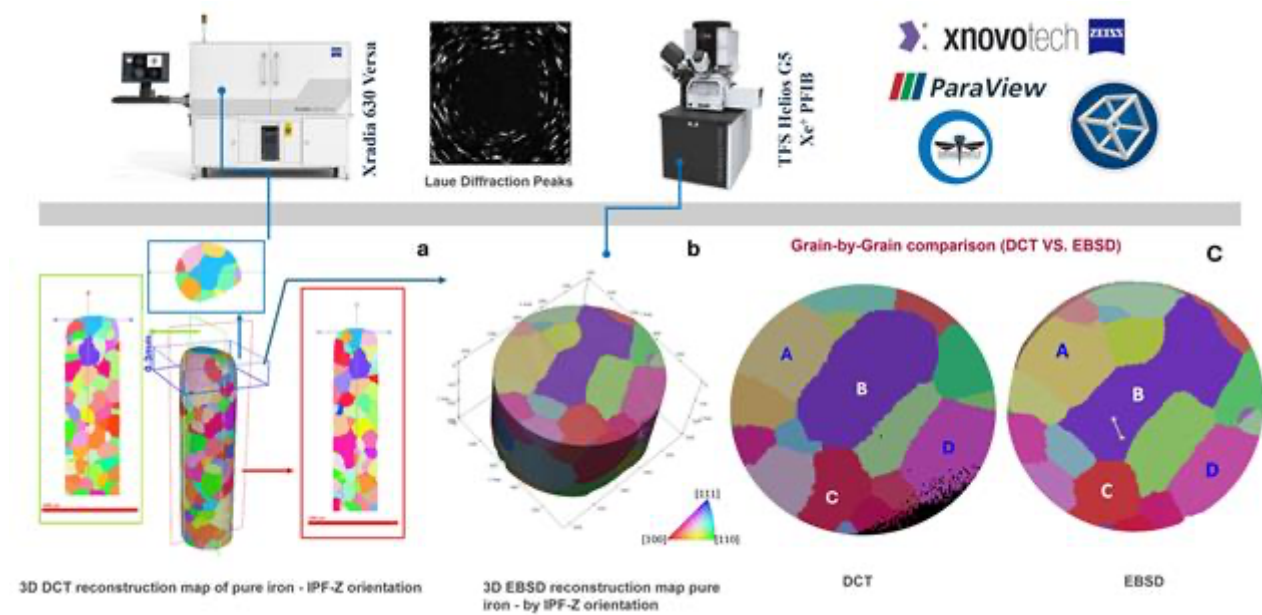 xnovotech
ZEISS
ParaView
Xradia 630 Versa
Laue Diffraction Peaks
TFS Helios G5
Xe⁺ PFIB
a
b
Grain-by-Grain comparison (DCT VS. EBSD)
C
A
B
C
D
A
B
C
D
[111]
[100]
[110]
3D DCT reconstruction map of pure iron - IPF-Z orientation
3D EBSD reconstruction map pure
iron - by IPF-Z orientation
DCT
EBSD